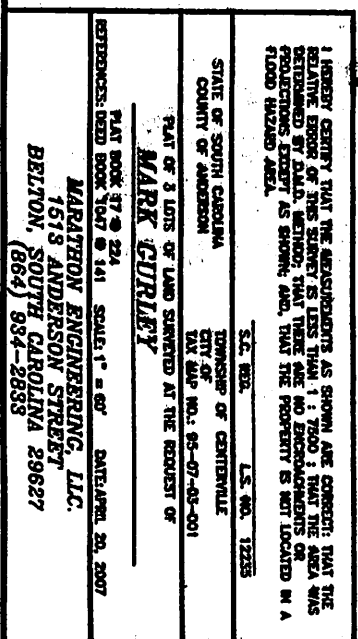 I HEREBY CERTIFY THAT THE MEASUREMENTS AS SHOWN ARE CORRECT: THAT THE
RELATIVE ERROR OF THIS SURVEY IS LESS THAN 1 : 7500 ; THAT THE AREA WAS
DETERMINED BY D.M.D. METHOD; THAT THERE ARE NO ENCROACHMENTS OR
PROJECTIONS EXCEPT AS SHOWN; AND, THAT THE PROPERTY IS NOT LOCATED IN A
FLOOD HAZARD AREA.
S.C. REG. L.S. NO. 12235
STATE OF SOUTH CAROLINA TOWNSHIP OF CENTERVILLE
COUNTY OF ANDERSON CITY OF
TAX MAP NO.: 95-07-03-001
PLAT OF 3 LOTS OF LAND SURVEYED AT THE REQUEST OF
MARK GURLEY
PLAT BOOK 47 @ 224
REFERENCES: DEED BOOK 1047 @ 141 SCALE: 1" = 60' DATE: APRIL 20, 2007
MARATHON ENGINEERING, LLC.
1513 ANDERSON STREET
BELTON, SOUTH CAROLINA 29627
(864) 934-2833